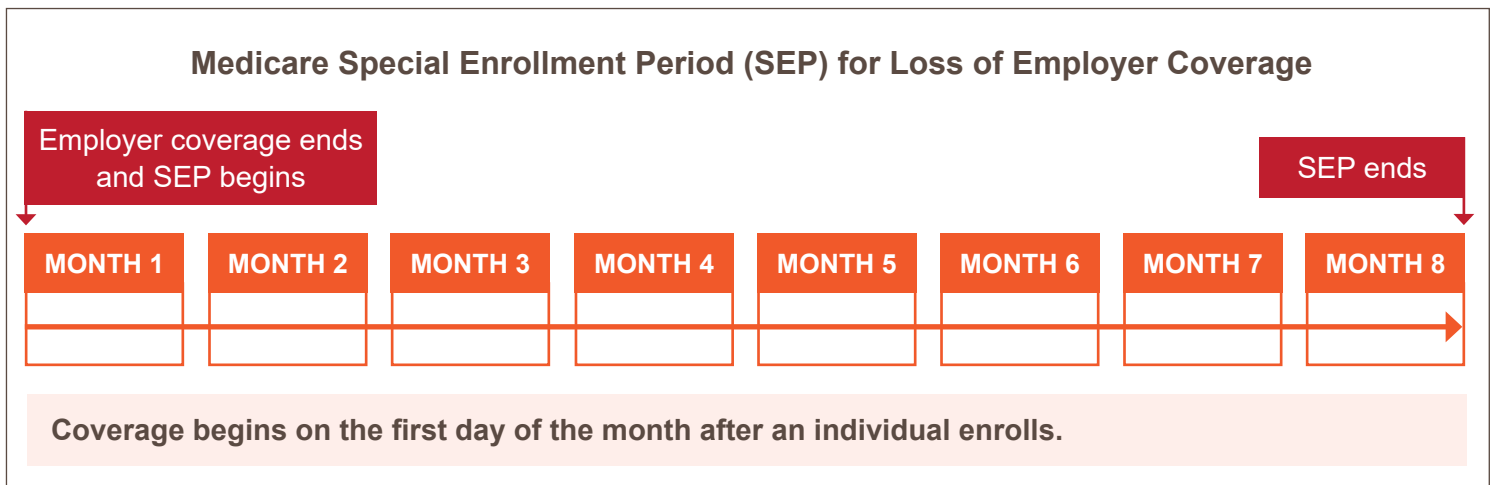 Medicare Special Enrollment Period (SEP) for Loss of Employer Coverage
Employer coverage ends
and SEP begins
SEP ends
MONTH 1
MONTH 2
MONTH 3
MONTH 4
MONTH 5
MONTH 6
MONTH 7
MONTH 8
Coverage begins on the first day of the month after an individual enrolls.